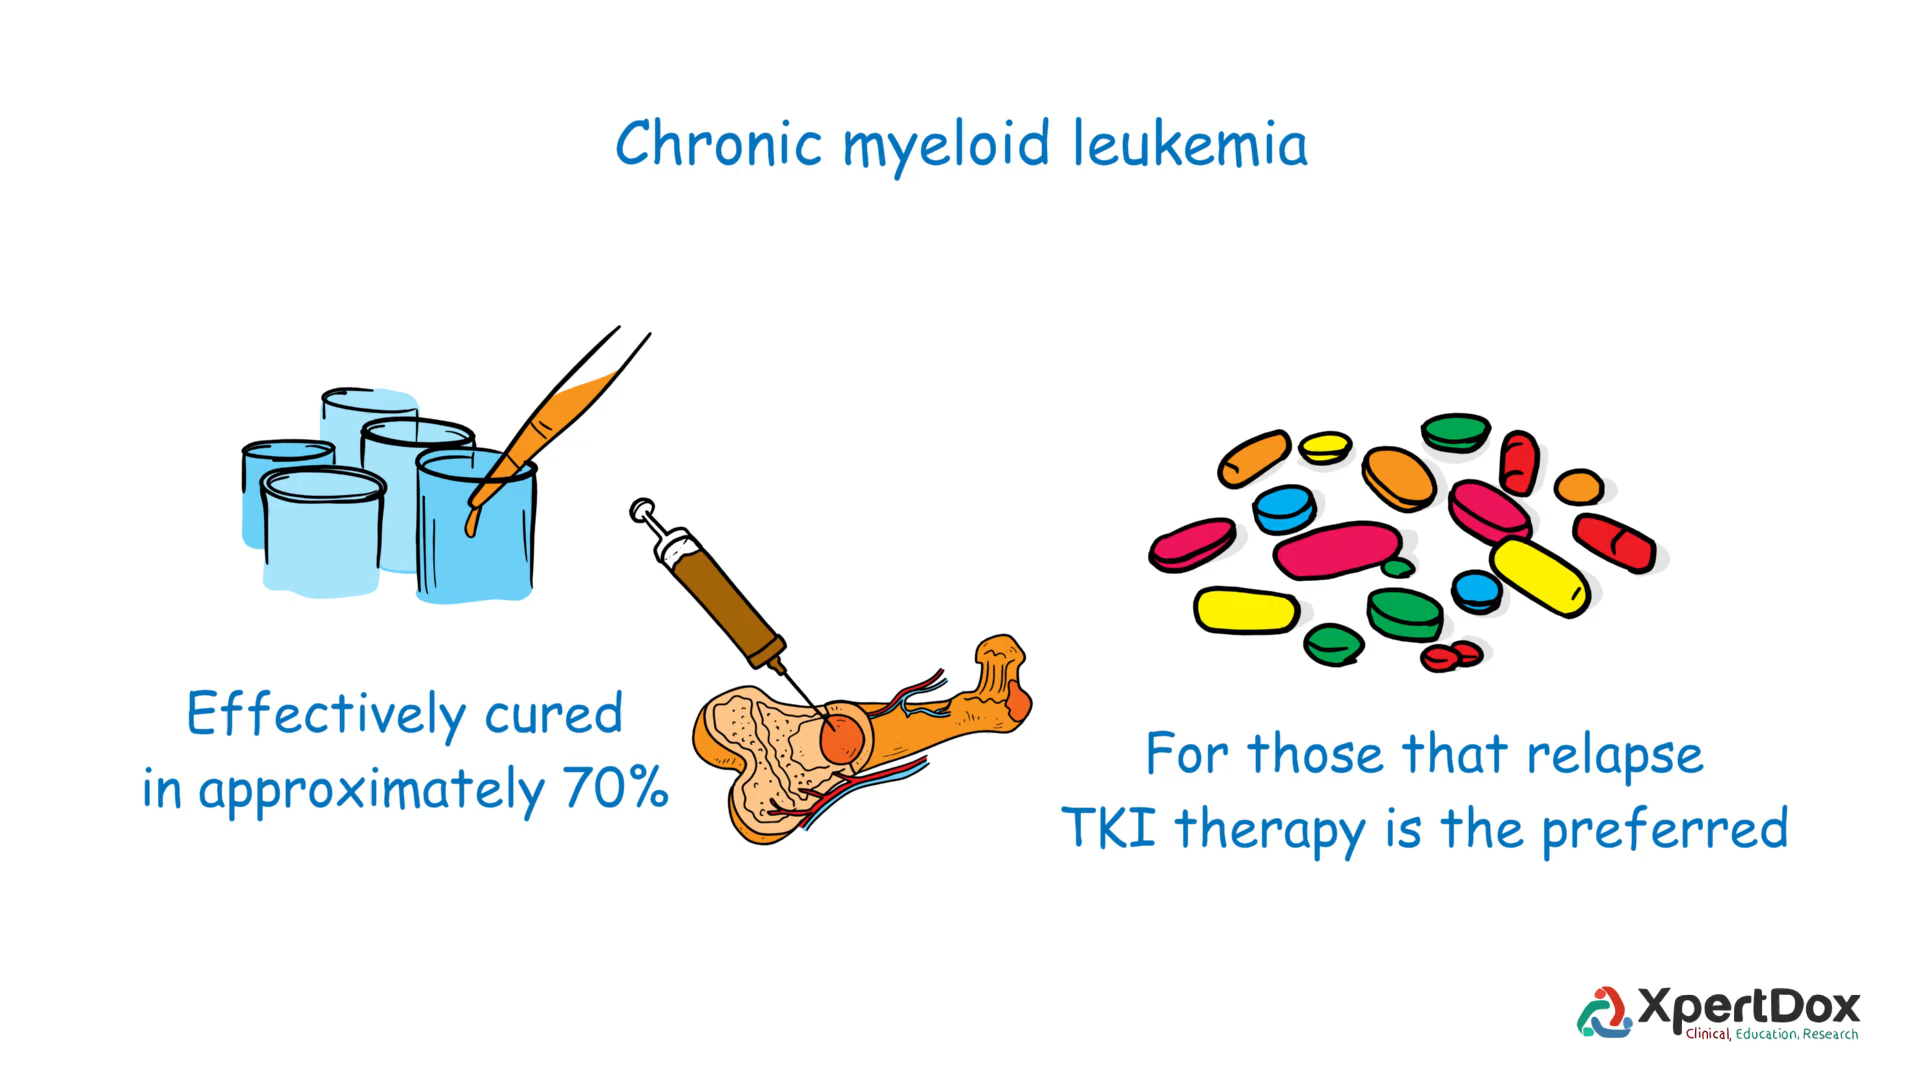 Chronic myeloid leukemia
Effectively cured
in approximately 70%
For those that relapse
TKI therapy is the preferred
XpertDox
Clinical, Education, Research